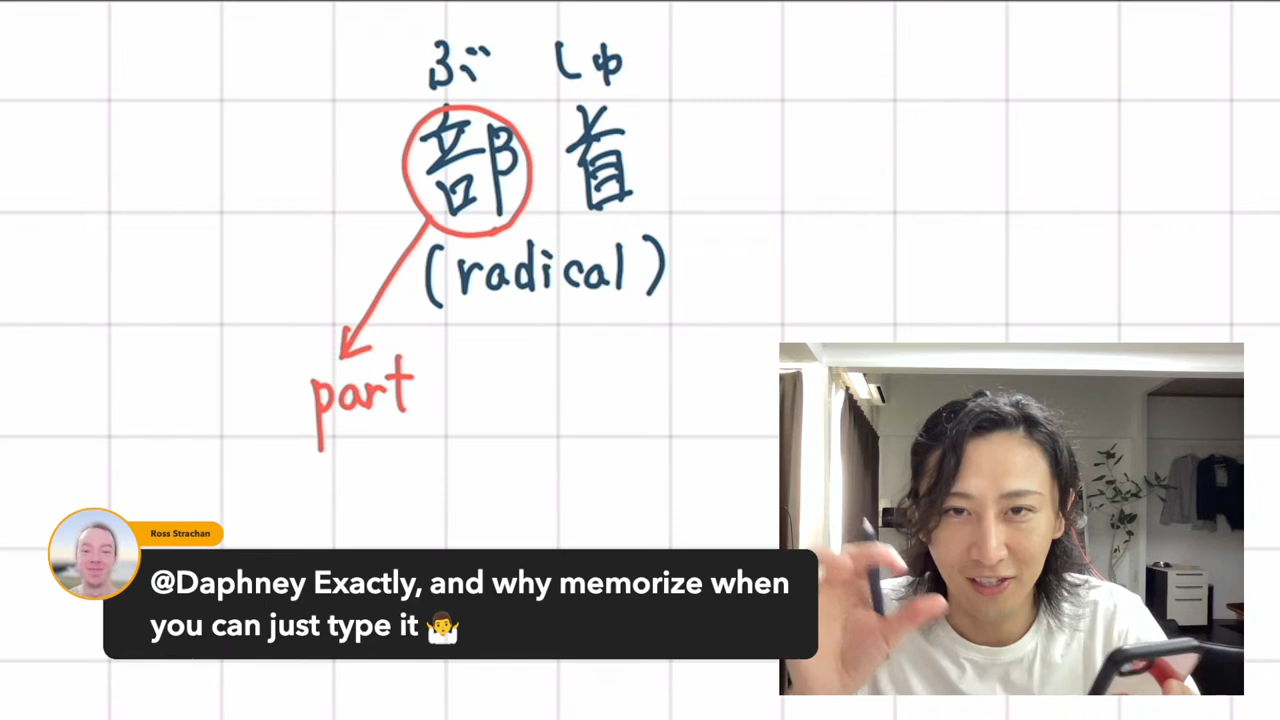 ぶ しゅ
部首
(radical)
part
Ross Strachan
@Daphney Exactly, and why memorize when
you can just type it 🤷‍♂️